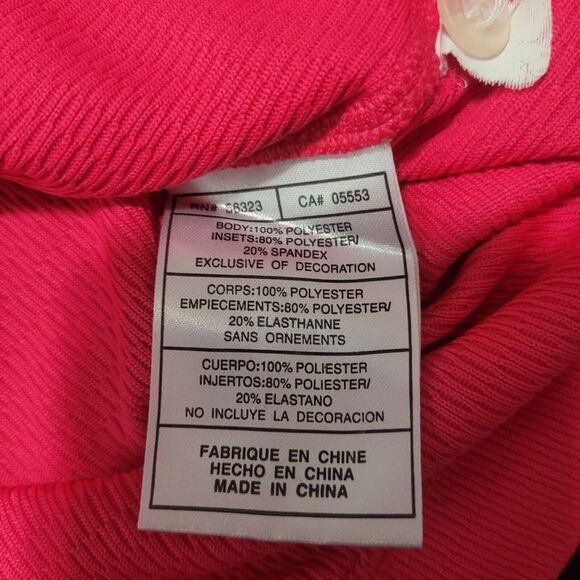 RN# 56323 CA# 05553
BODY:100% POLYESTER
INSETS:80% POLYESTER/
20% SPANDEX
EXCLUSIVE OF DECORATION
CORPS:100% POLYESTER
EMPIECEMENTS:80% POLYESTER/
20% ELASTHANNE
SANS ORNEMENTS
CUERPO:100% POLIESTER
INJERTOS:80% POLIESTER/
20% ELASTANO
NO INCLUYE LA DECORACION
FABRIQUE EN CHINE
HECHO EN CHINA
MADE IN CHINA